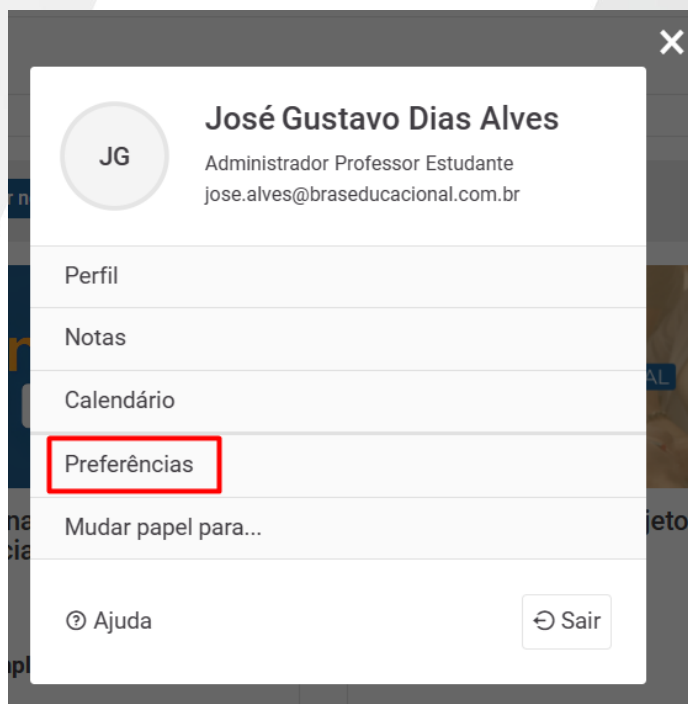 José Gustavo Dias Alves
JG
Administrador Professor Estudante
jose.alves@braseducacional.com.br
Perfil
Notas
Calendário
Preferências
Mudar papel para...
Ajuda
Sair